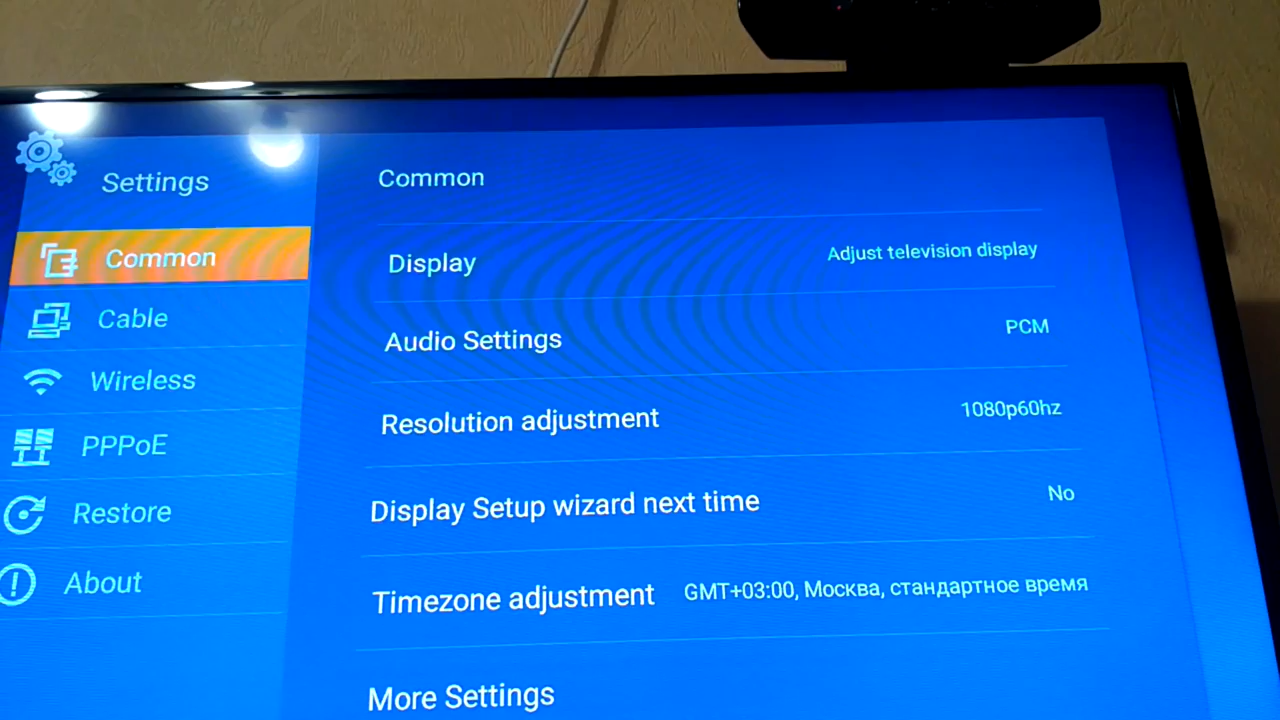 Settings
Common
Cable
Wireless
PPPoE
Restore
About
Common
Display Adjust television display
Audio Settings PCM
Resolution adjustment 1080p60hz
Display Setup wizard next time No
Timezone adjustment GMT+03:00, Москва, стандартное время
More Settings